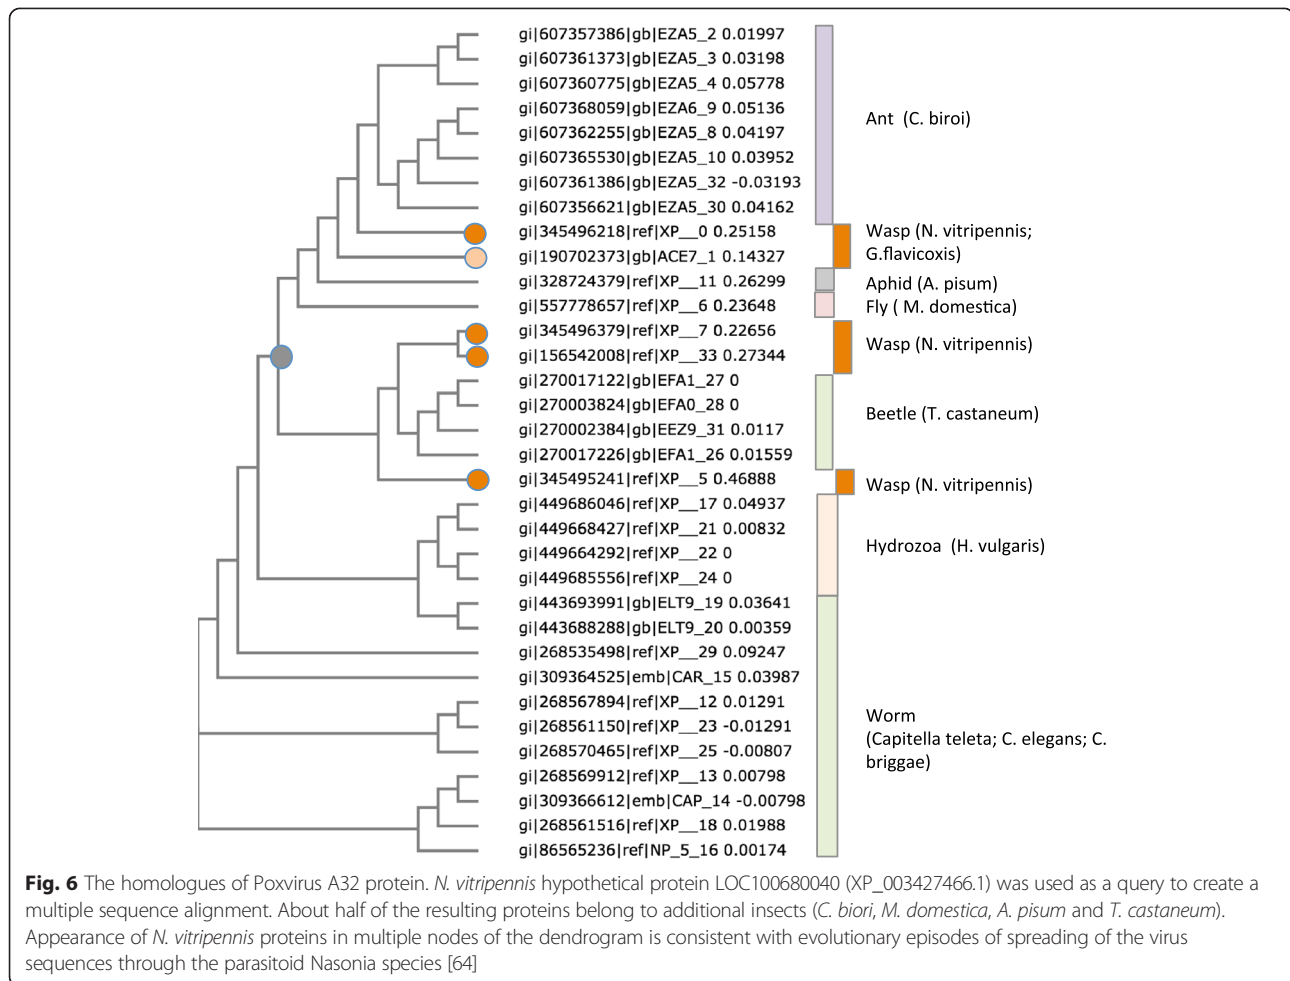 gi|607357386|gb|EZA5_2 0.01997
gi|607361373|gb|EZA5_3 0.03198
gi|607360775|gb|EZA5_4 0.05778
gi|607368059|gb|EZA6_9 0.05136
gi|607362255|gb|EZA5_8 0.04197
gi|607365530|gb|EZA5_10 0.03952
gi|607361386|gb|EZA5_32 -0.03193
gi|607356621|gb|EZA5_30 0.04162
Ant (C. biroi)
gi|345496218|ref|XP__0 0.25158
gi|190702373|gb|ACE7_1 0.14327
Wasp (N. vitripennis;
G.flavicoxis)
gi|328724379|ref|XP__11 0.26299
Aphid (A. pisum)
gi|557778657|ref|XP__6 0.23648
Fly ( M. domestica)
gi|345496379|ref|XP__7 0.22656
gi|156542008|ref|XP__33 0.27344
Wasp (N. vitripennis)
gi|270017122|gb|EFA1_27 0
gi|270003824|gb|EFA0_28 0
gi|270002384|gb|EEZ9_31 0.0117
gi|270017226|gb|EFA1_26 0.01559
Beetle (T. castaneum)
gi|345495241|ref|XP__5 0.46888
Wasp (N. vitripennis)
gi|449686046|ref|XP__17 0.04937
gi|449668427|ref|XP__21 0.00832
gi|449664292|ref|XP__22 0
gi|449685556|ref|XP__24 0
Hydrozoa (H. vulgaris)
gi|443693991|gb|ELT9_19 0.03641
gi|443688288|gb|ELT9_20 0.00359
gi|268535498|ref|XP__29 0.09247
gi|309364525|emb|CAR_15 0.03987
gi|268567894|ref|XP__12 0.01291
gi|268561150|ref|XP__23 -0.01291
gi|268570465|ref|XP__25 -0.00807
gi|268569912|ref|XP__13 0.00798
gi|309366612|emb|CAP_14 -0.00798
gi|268561516|ref|XP__18 0.01988
gi|86565236|ref|NP_5_16 0.00174
Worm
(Capitella teleta; C. elegans; C.
briggae)
Fig. 6 The homologues of Poxvirus A32 protein. N. vitripennis hypothetical protein LOC100680040 (XP_003427466.1) was used as a query to create a
multiple sequence alignment. About half of the resulting proteins belong to additional insects (C. biori, M. domestica, A. pisum and T. castaneum).
Appearance of N. vitripennis proteins in multiple nodes of the dendrogram is consistent with evolutionary episodes of spreading of the virus
sequences through the parasitoid Nasonia species [64]